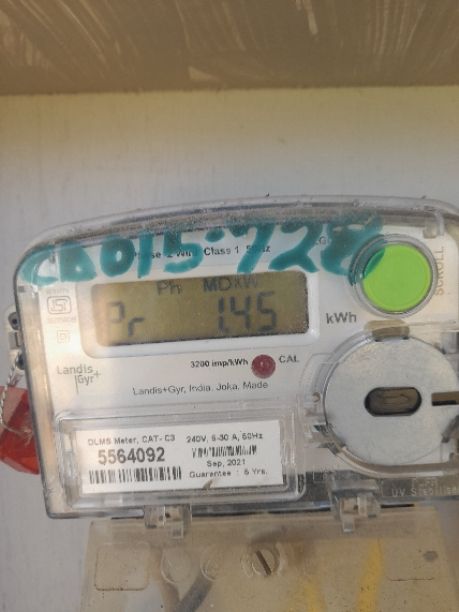 CB015-728
Phase-2 Wire Class 1 50Hz
Ph MDKW
Pr 1.45
kWh
SCROLL
3200 imp/kWh CAL
Landis
Gyr+
Landis+Gyr, India. Joka, Made
DLMS Meter, CAT- C3 240V, 5-30 A, 50Hz
5564092
Sep, 2021
Guarantee : 5 Yrs.